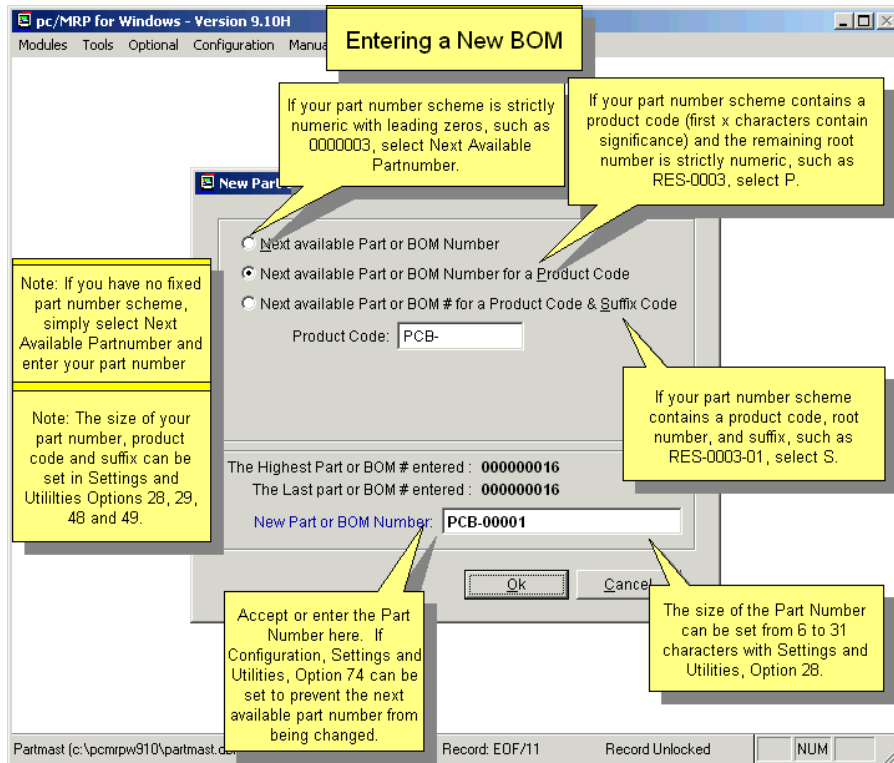 pc/MRP for Windows - Version 9.10H
Modules Tools Optional Configuration
Entering a New BOM
If your part number scheme is strictly
numeric with leading zeros, such as
0000003, select Next Available
Partnumber.
If your part number scheme contains a
product code (first x characters contain
significance) and the remaining root
number is strictly numeric, such as
RES-0003, select P.
New Part
Next available Part or BOM Number
Next available Part or BOM Number for a Product Code
Next available Part or BOM # for a Product Code & Suffix Code
Product Code: PCB-
Note: If you have no fixed
part number scheme,
simply select Next
Available Partnumber and
enter your part number
Note: The size of your
part number, product
code and suffix can be
set in Settings and
Utililties Options 28, 29,
48 and 49.
If your part number scheme
contains a product code, root
number, and suffix, such as
RES-0003-01, select S.
The Highest Part or BOM # entered : 000000016
The Last part or BOM # entered : 000000016
New Part or BOM Number: PCB-00001
Ok Cancel
Accept or enter the Part
Number here. If
Configuration, Settings and
Utilities, Option 74 can be
set to prevent the next
available part number from
being changed.
The size of the Part Number
can be set from 6 to 31
characters with Settings and
Utilities, Option 28.
Partmast (c:\pcmrpw910\partmast.db Record: EOF/11 Record Unlocked NUM